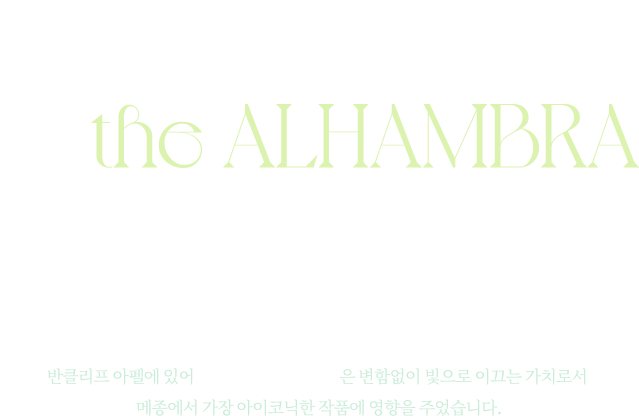 the ALHAMBRA
반클리프 아펠에 있어 은 변함없이 빛으로 이끄는 가치로서
메종에서 가장 아이코닉한 작품에 영향을 주었습니다.